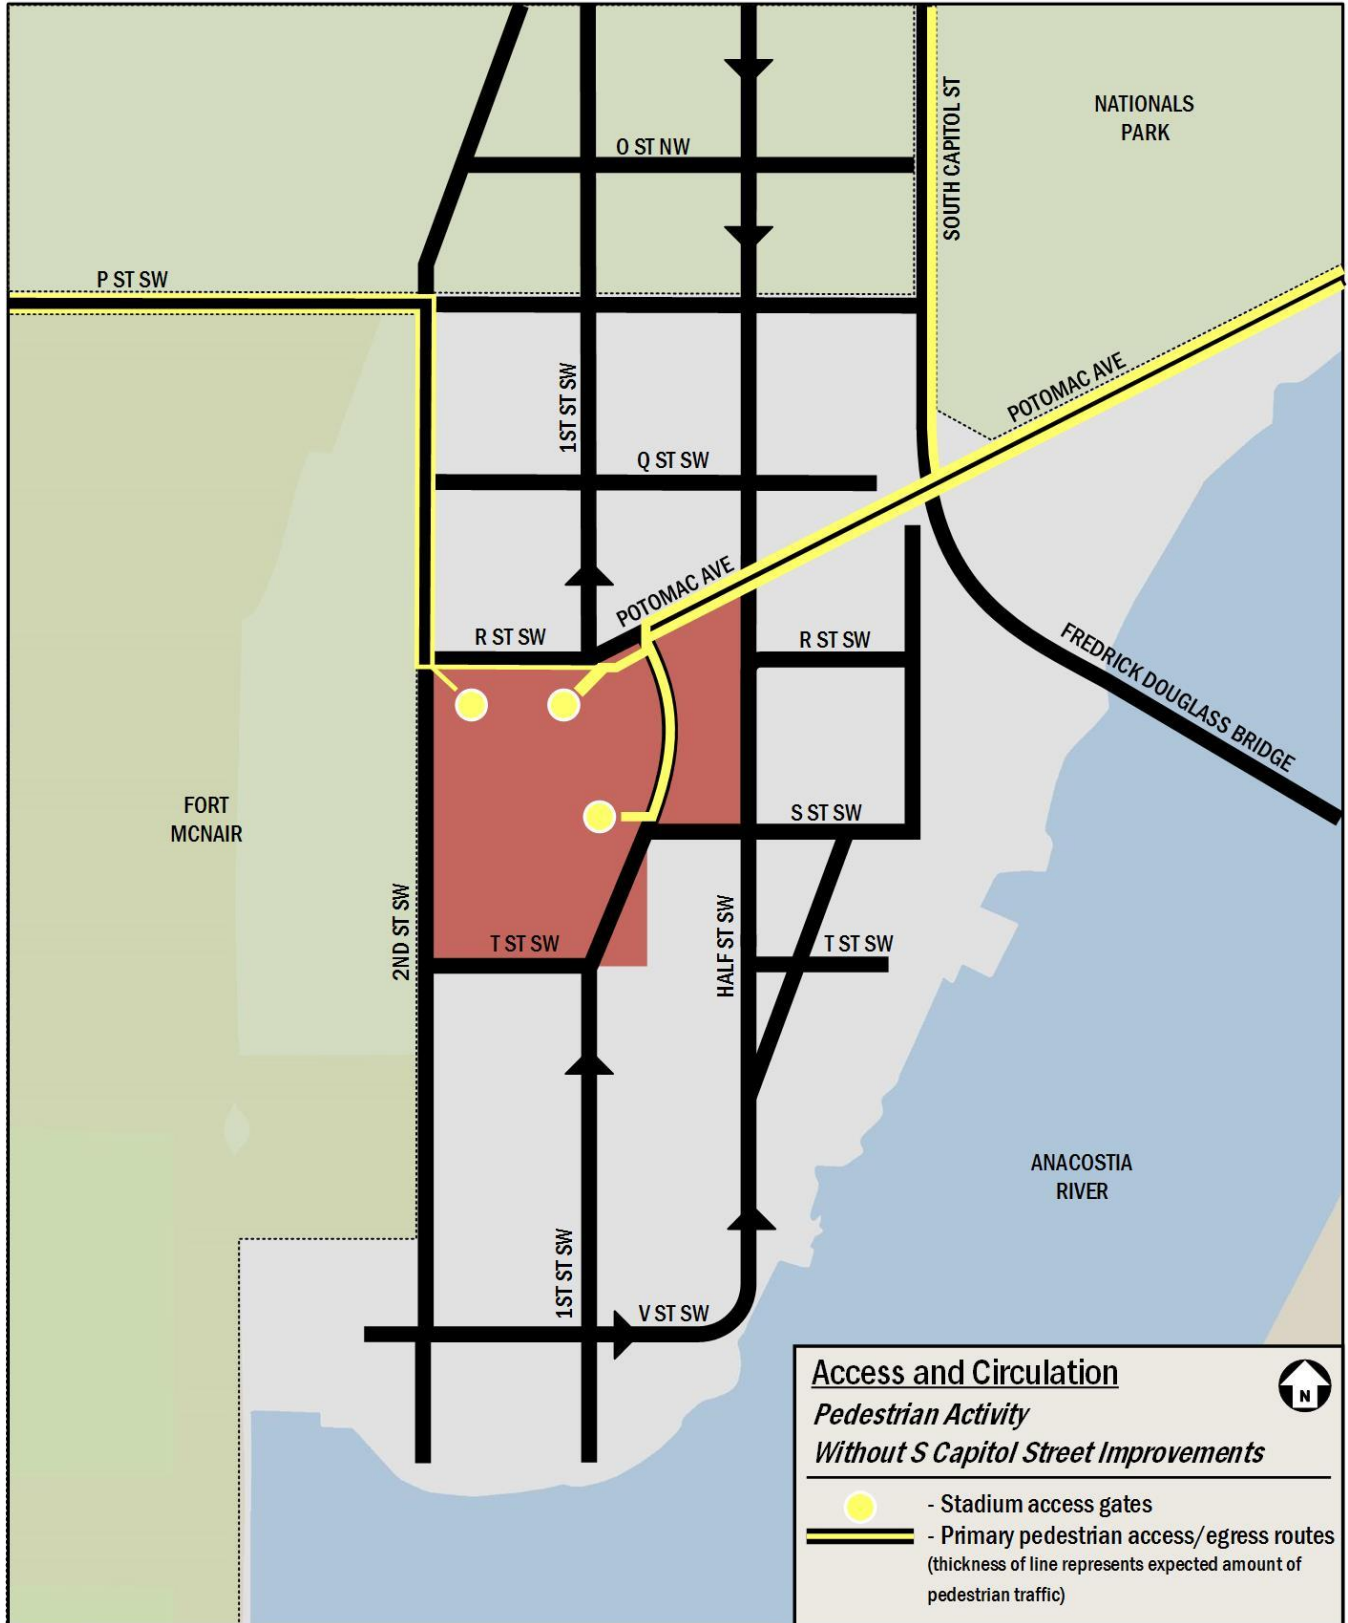 NATIONALS
PARK
SOUTH CAPITOL ST
O ST NW
P ST SW
1ST ST SW
POTOMAC AVE
Q ST SW
POTOMAC AVE
R ST SW
R ST SW
FREDRICK DOUGLASS BRIDGE
FORT
MCNAIR
S ST SW
2ND ST SW
HALF ST SW
T ST SW
T ST SW
ANACOSTIA
RIVER
1ST ST SW
V ST SW
Access and Circulation
N
Pedestrian Activity
Without S Capitol Street Improvements
- Stadium access gates
- Primary pedestrian access/egress routes
(thickness of line represents expected amount of
pedestrian traffic)